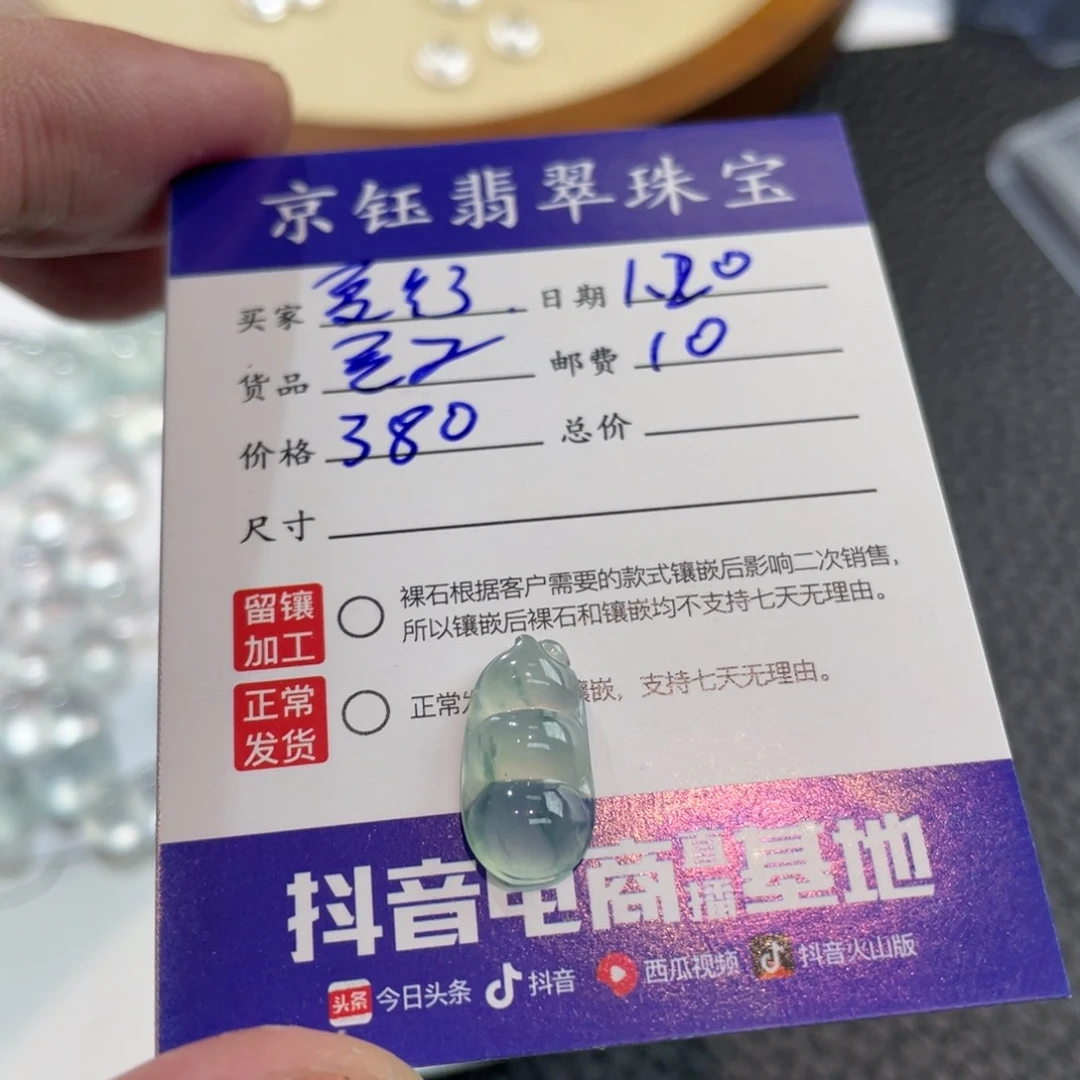 京钰翡翠珠宝
买家 日期 1.20
货品 邮费 10
价格 380 总价
尺寸
留镶加工 裸石根据客户需要的款式镶嵌后影响二次销售，
所以镶嵌后裸石和镶嵌均不支持七天无理由。
正常发货 正常 镶嵌，支持七天无理由。
抖音电商直播基地
头条 今日头条 抖音 西瓜视频 抖音火山版